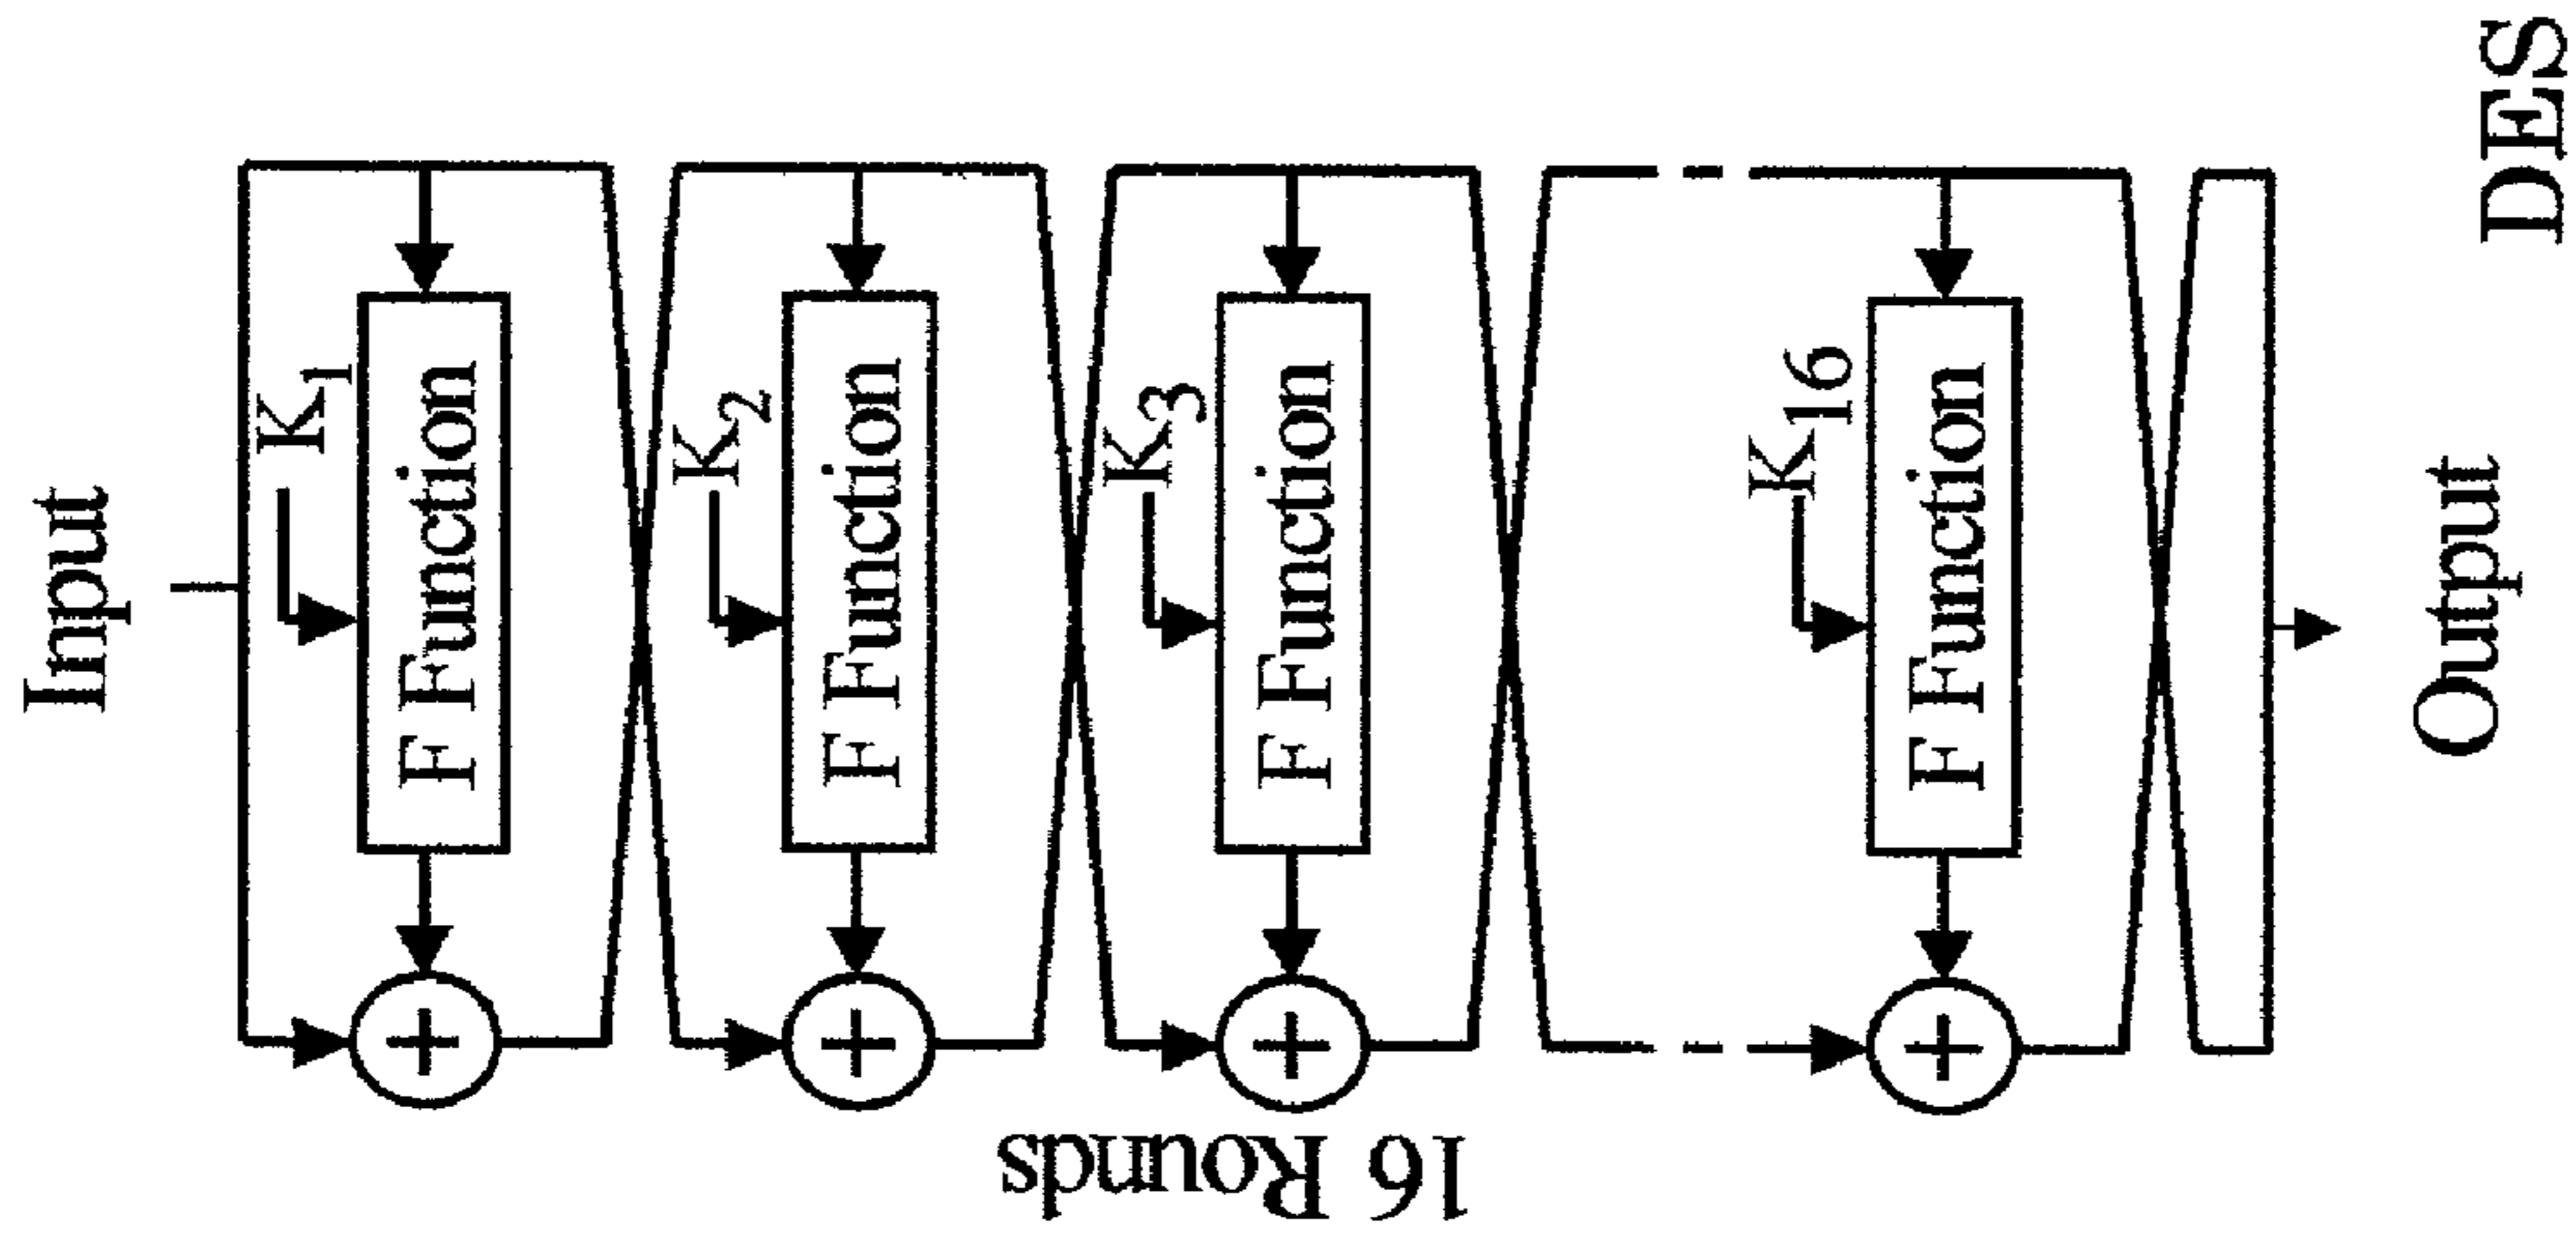 Input
K1
F Function
K2
F Function
K3
F Function
16 Rounds
K16
F Function
Output
DES